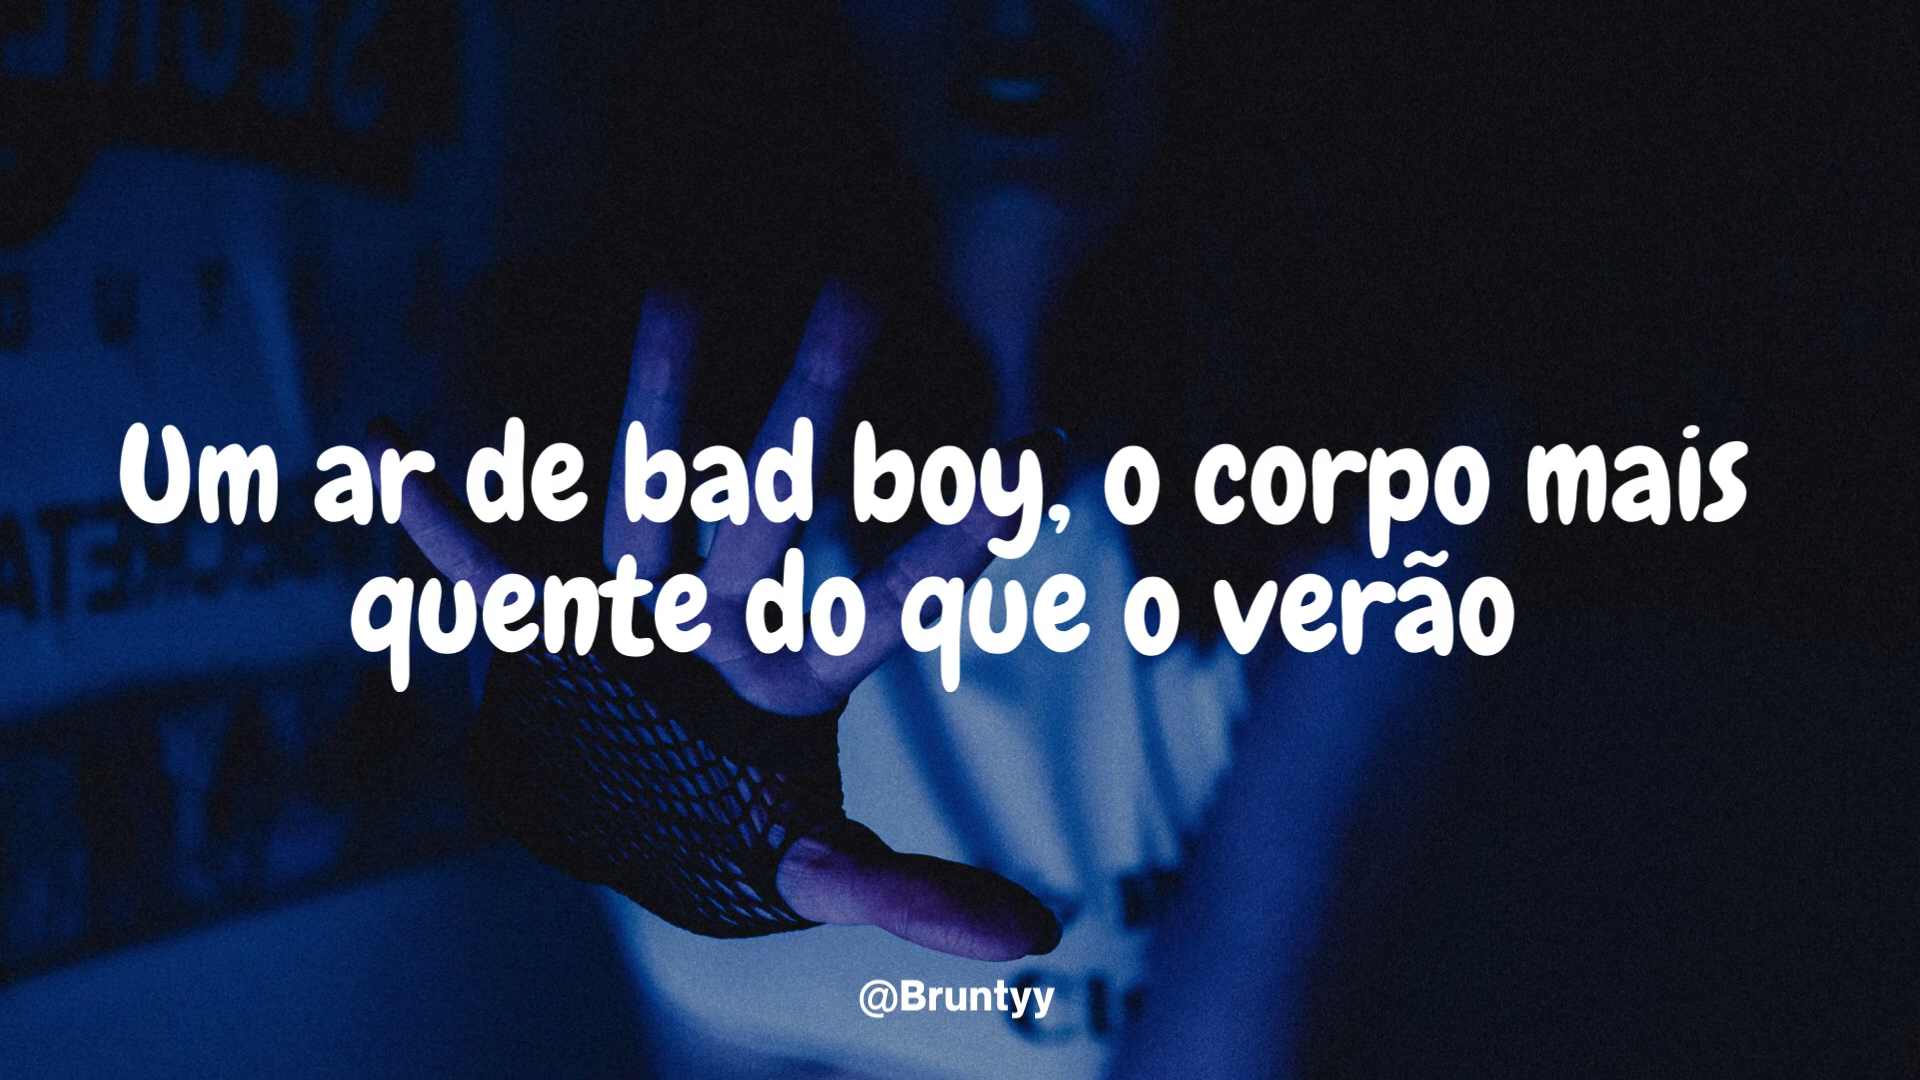 Um ar de bad boy, o corpo mais
quente do que o verão
@Bruntyy